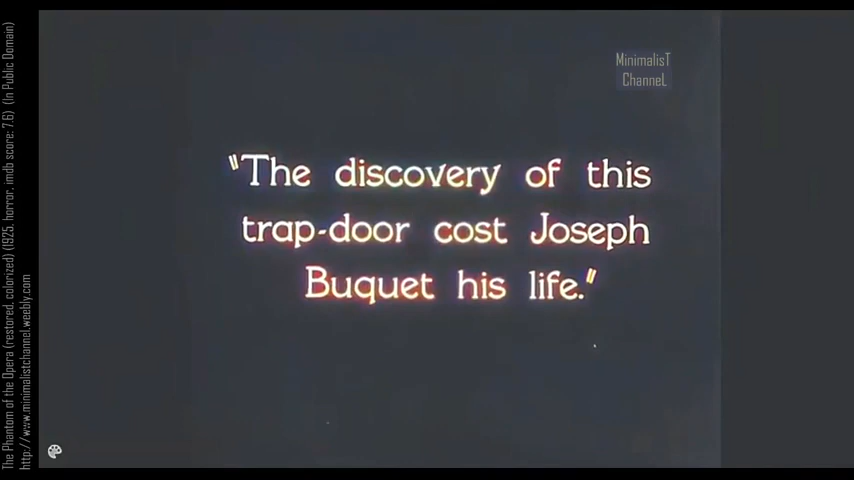 The Phantom of the Opera (restored, colorized) (1925, horror, imdb score: 7.6) (In Public Domain)
http://www.minimalistchannel.weebly.com
MinimalisT
ChanneL
"The discovery of this
trap-door cost Joseph
Buquet his life."